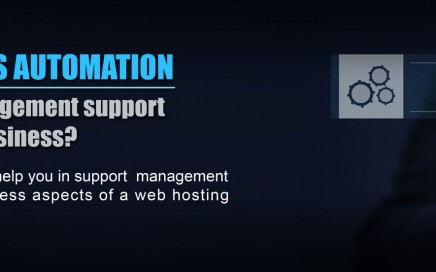 S AUTOMATION
gement support
siness?
help you in support management
ess aspects of a web hosting